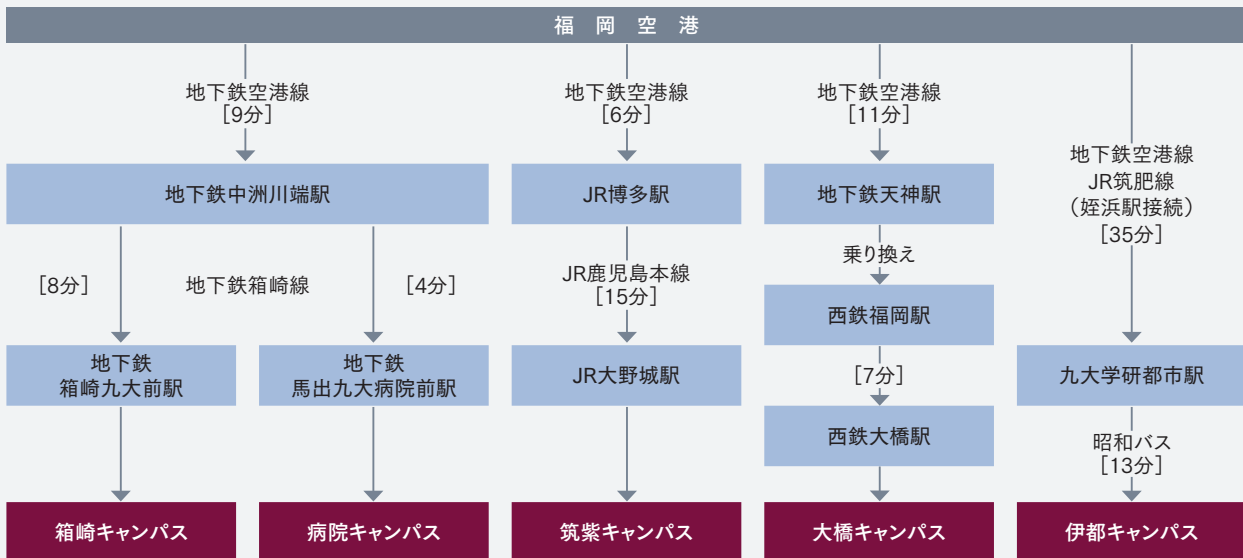 福岡空港
地下鉄空港線
[9分]
地下鉄空港線
[6分]
地下鉄空港線
[11分]
地下鉄空港線
JR筑肥線
（姪浜駅接続）
[35分]
地下鉄中洲川端駅
JR博多駅
地下鉄天神駅
[8分]
地下鉄箱崎線
[4分]
JR鹿児島本線
[15分]
乗り換え
西鉄福岡駅
[7分]
地下鉄
箱崎九大前駅
地下鉄
馬出九大病院前駅
JR大野城駅
西鉄大橋駅
九大学研都市駅
昭和バス
[13分]
箱崎キャンパス
病院キャンパス
筑紫キャンパス
大橋キャンパス
伊都キャンパス